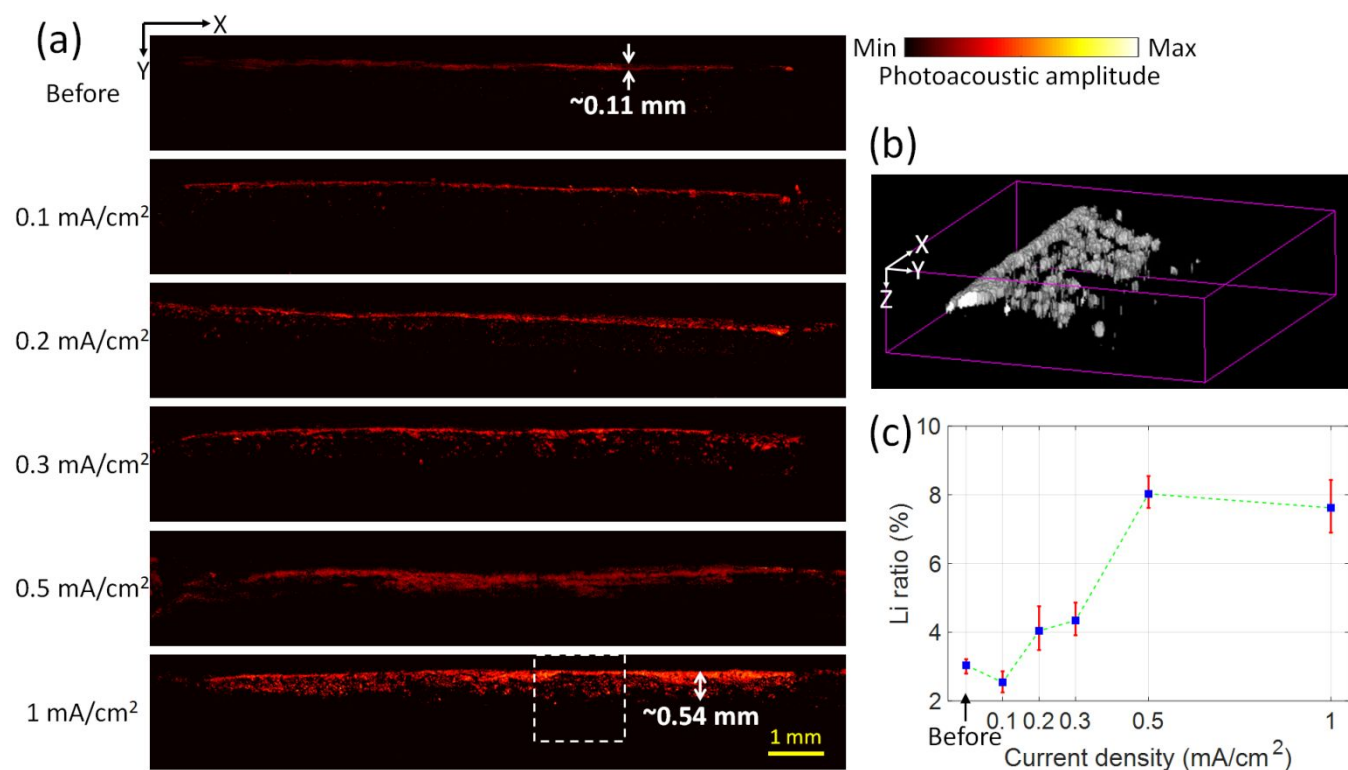 (a)
X
Y
Before
~0.11 mm
0.1 mA/cm²
0.2 mA/cm²
0.3 mA/cm²
0.5 mA/cm²
1 mA/cm²
~0.54 mm
1 mm
Min Max
Photoacoustic amplitude
(b)
X
Y
Z
(c)
Li ratio (%)
10
8
6
4
2
0.1 0.2 0.3 0.5 1
Before
Current density (mA/cm²)